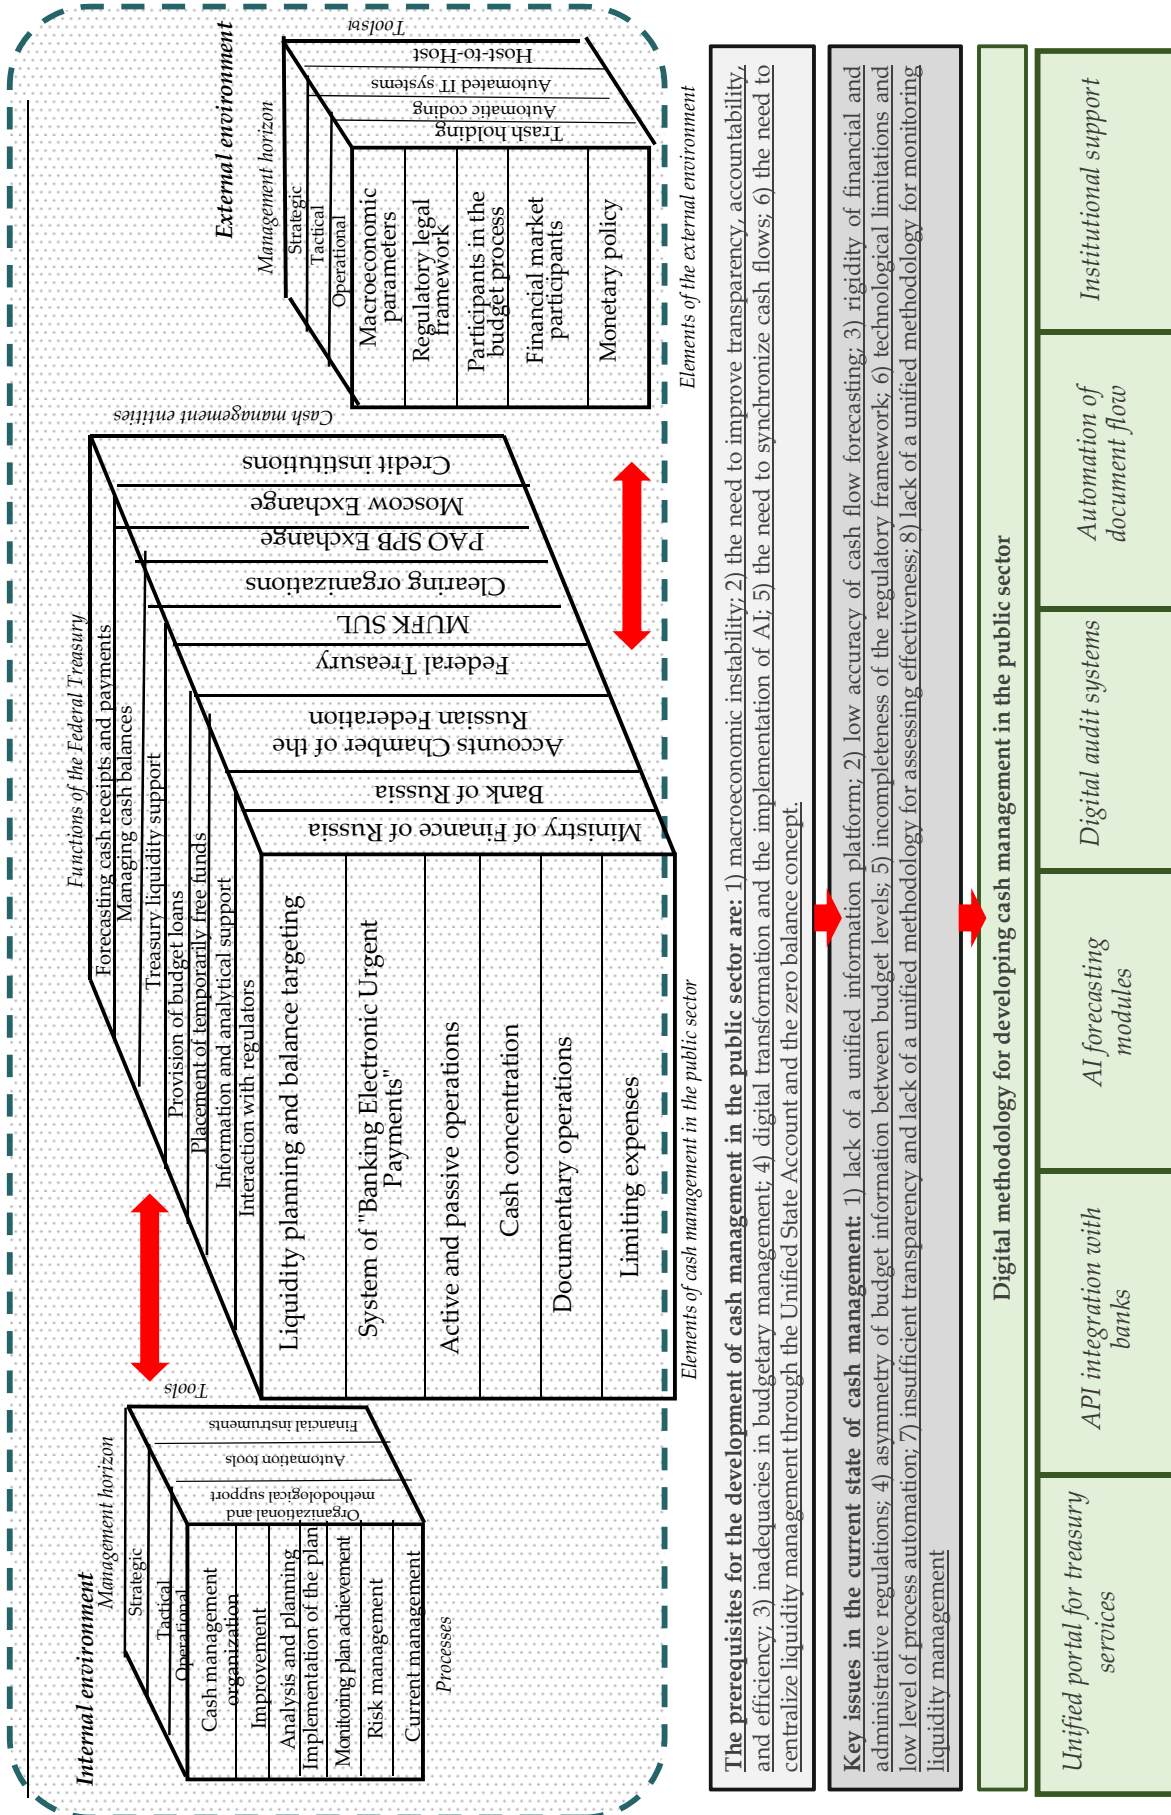 Internal environment
Management horizon
Strategic
Tactical
Operational
Tools
Financial instruments
Automation tools
Organizational and
methodological support
Cash management
organization
Improvement
Analysis and planning
Implementation of the plan
Monitoring plan achievement
Risk management
Current management
Processes
Functions of the Federal Treasury
Forecasting cash receipts and payments
Managing cash balances
Treasury liquidity support
Provision of budget loans
Placement of temporarily free funds
Information and analytical support
Interaction with regulators
Cash management entities
Credit institutions
Moscow Exchange
PAO SPB Exchange
Clearing organizations
MUFK SUL
Federal Treasury
Accounts Chamber of the
Russian Federation
Bank of Russia
Ministry of Finance of Russia
Liquidity planning and balance targeting
System of "Banking Electronic Urgent
Payments"
Active and passive operations
Cash concentration
Documentary operations
Limiting expenses
Elements of cash management in the public sector
External environment
Management horizon
Strategic
Tactical
Operational
Toolsы
Host-to-Host
Automated IT systems
Automatic coding
Trash holding
Macroeconomic
parameters
Regulatory legal
framework
Participants in the
budget process
Financial market
participants
Monetary policy
Elements of the external environment
The prerequisites for the development of cash management in the public sector are: 1) macroeconomic instability; 2) the need to improve transparency, accountability,
and efficiency; 3) inadequacies in budgetary management; 4) digital transformation and the implementation of AI; 5) the need to synchronize cash flows; 6) the need to
centralize liquidity management through the Unified State Account and the zero balance concept.
Key issues in the current state of cash management: 1) lack of a unified information platform; 2) low accuracy of cash flow forecasting; 3) rigidity of financial and
administrative regulations; 4) asymmetry of budget information between budget levels; 5) incompleteness of the regulatory framework; 6) technological limitations and
low level of process automation; 7) insufficient transparency and lack of a unified methodology for assessing effectiveness; 8) lack of a unified methodology for monitoring
liquidity management
Digital methodology for developing cash management in the public sector
Unified portal for treasury
services
API integration with
banks
AI forecasting
modules
Digital audit systems
Automation of
document flow
Institutional support